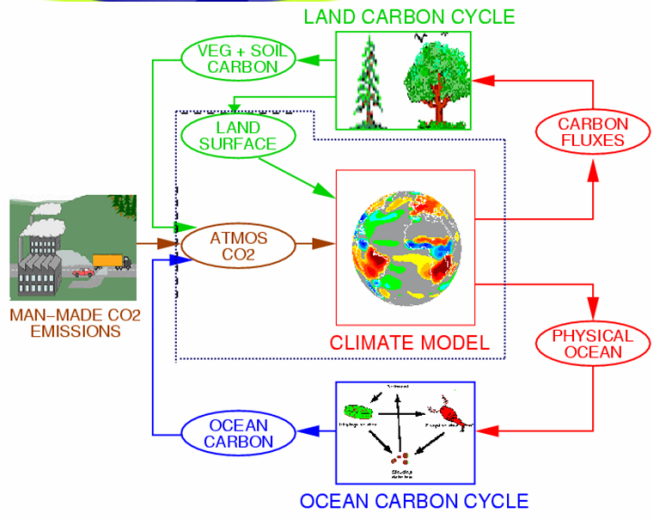 LAND CARBON CYCLE
VEG + SOIL
CARBON
LAND
SURFACE
CARBON
FLUXES
ATMOS
CO2
MAN-MADE CO2
EMISSIONS
CLIMATE MODEL
PHYSICAL
OCEAN
OCEAN
CARBON
OCEAN CARBON CYCLE